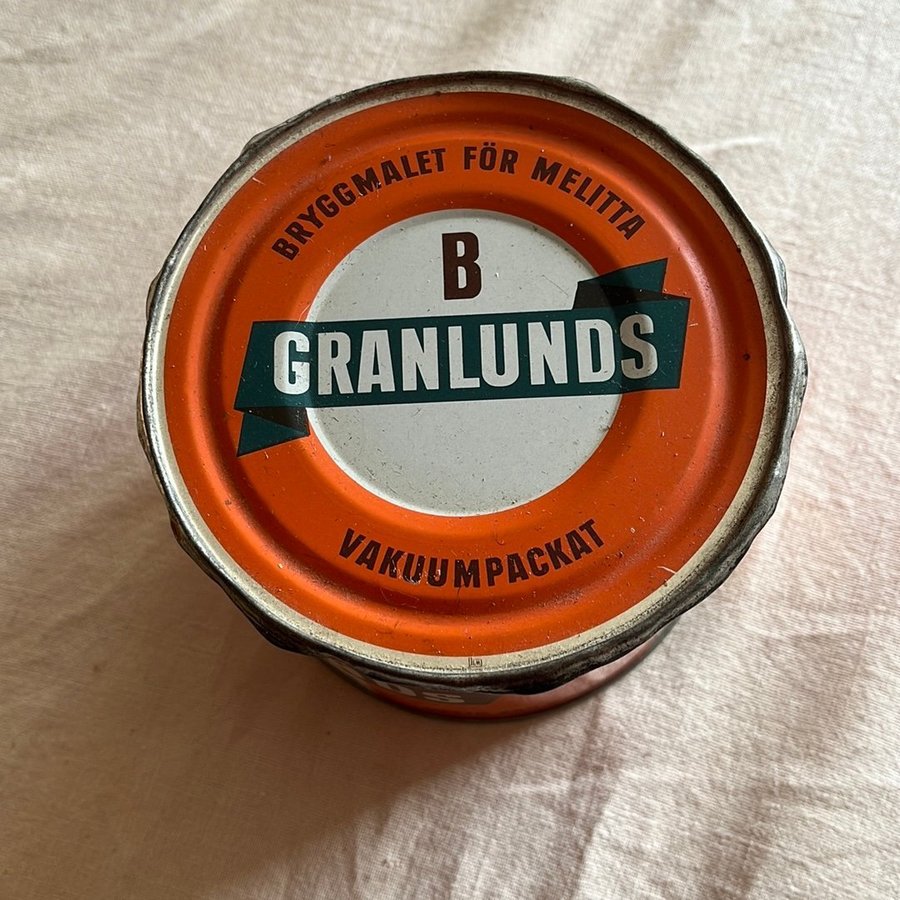 BRYGGMALET FÖR MELITTA
B
GRANLUNDS
VAKUUMPACKAT